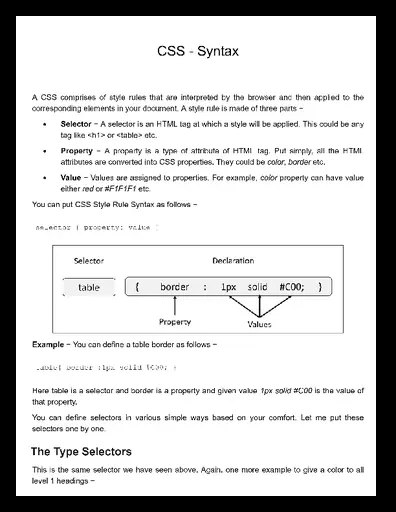 CSS - Syntax
A CSS comprises of style rules that are interpreted by the browser and then applied to the
corresponding elements in your document. A style rule is made of three parts −
• Selector − A selector is an HTML tag at which a style will be applied. This could be any
tag like <h1> or <table> etc.
• Property − A property is a type of attribute of HTML tag. Put simply, all the HTML
attributes are converted into CSS properties. They could be color, border etc.
• Value − Values are assigned to properties. For example, color property can have value
either red or #F1F1F1 etc.
You can put CSS Style Rule Syntax as follows −
selector { property: value }
Selector Declaration
table { border : 1px solid #C00; }
Property Values
Example − You can define a table border as follows −
table{ border :1px solid #C00; }
Here table is a selector and border is a property and given value 1px solid #C00 is the value of
that property.
You can define selectors in various simple ways based on your comfort. Let me put these
selectors one by one.
The Type Selectors
This is the same selector we have seen above. Again, one more example to give a color to all
level 1 headings −